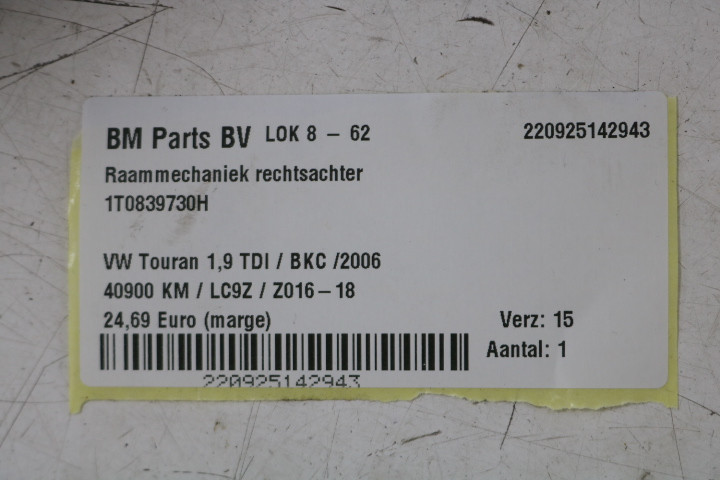 BM Parts BV LOK 8 - 62 220925142943
Raammechaniek rechtsachter
1T0839730H
VW Touran 1,9 TDI / BKC /2006
40900 KM / LC9Z / Z016-18
24,69 Euro (marge) Verz: 15
Aantal: 1
220925142943